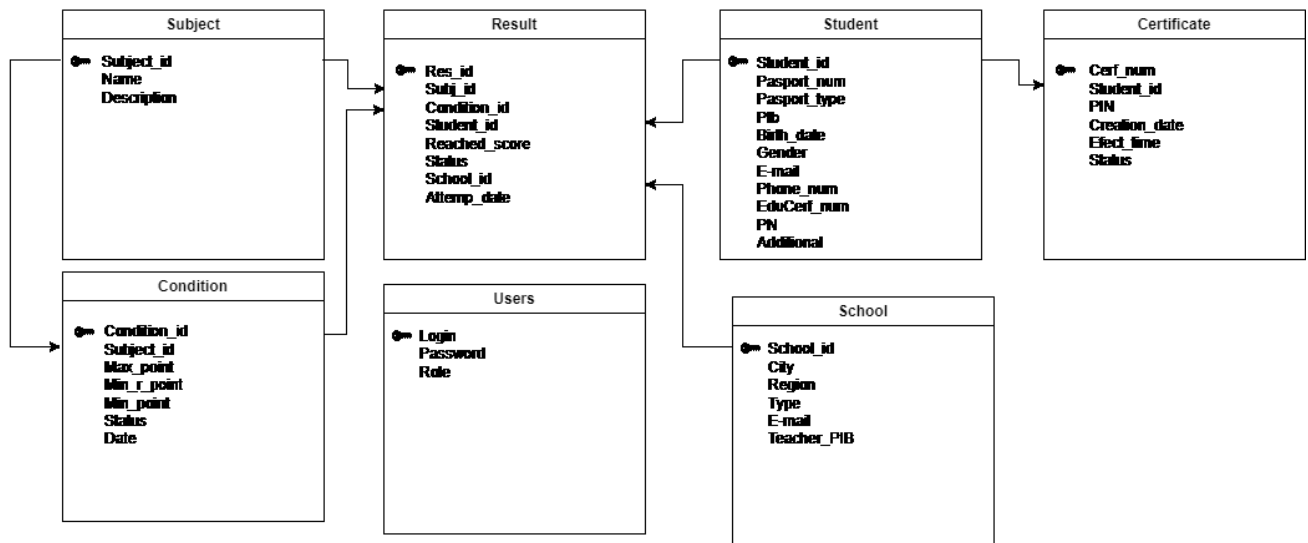 Subject
Subject_id
Name
Description
Result
Res_id
Subj_id
Condition_id
Student_id
Reached_score
Status
School_id
Attemp_date
Student
Student_id
Pasport_num
Pasport_type
Pib
Birth_date
Gender
E-mail
Phone_num
EduCerf_num
PN
Additional
Certificate
Cerf_num
Student_id
PIN
Creation_date
Efect_time
Status
Condition
Condition_id
Subject_id
Max_point
Min_r_point
Min_point
Status
Date
Users
Login
Password
Role
School
School_id
City
Region
Type
E-mail
Teacher_PIB